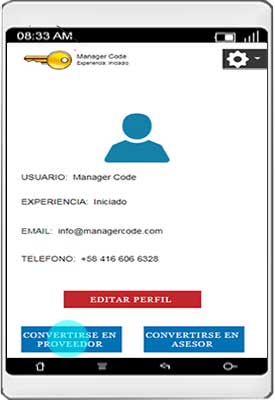 08:33 AM
Manager Code
Experiencia: Iniciado
USUARIO: Manager Code
EXPERIENCIA: Iniciado
EMAIL: info@managercode.com
TELEFONO: +58 416 606 6328
EDITAR PERFIL
CONVERTIRSE EN PROVEEDOR
CONVERTIRSE EN ASESOR